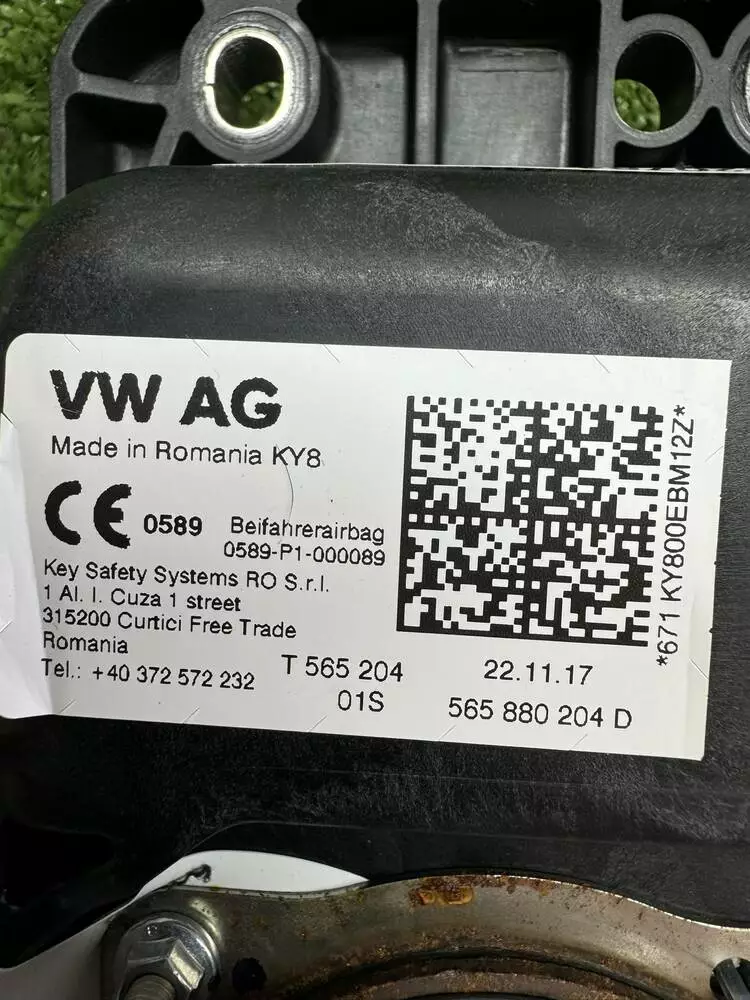 VW AG
Made in Romania KY8
CE 0589 Beifahrerairbag
0589-P1-000089
Key Safety Systems RO S.r.l.
1 Al. I. Cuza 1 street
315200 Curtici Free Trade
Romania
Tel.: +40 372 572 232
T 565 204
01S
22.11.17
565 880 204 D
*671 KY800EBM12Z*